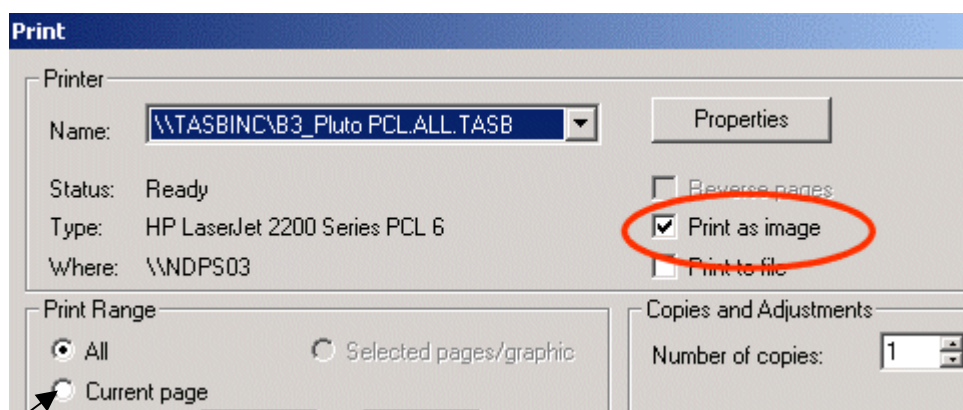 Print
Printer
Name: \\TASBINC\B3_Pluto PCL.ALL.TASB Properties
Status: Ready Reverse pages
Type: HP LaserJet 2200 Series PCL 6 Print as image
Where: \\NDPS03 Print to file
Print Range
All Selected pages/graphic
Current page
Copies and Adjustments
Number of copies: 1